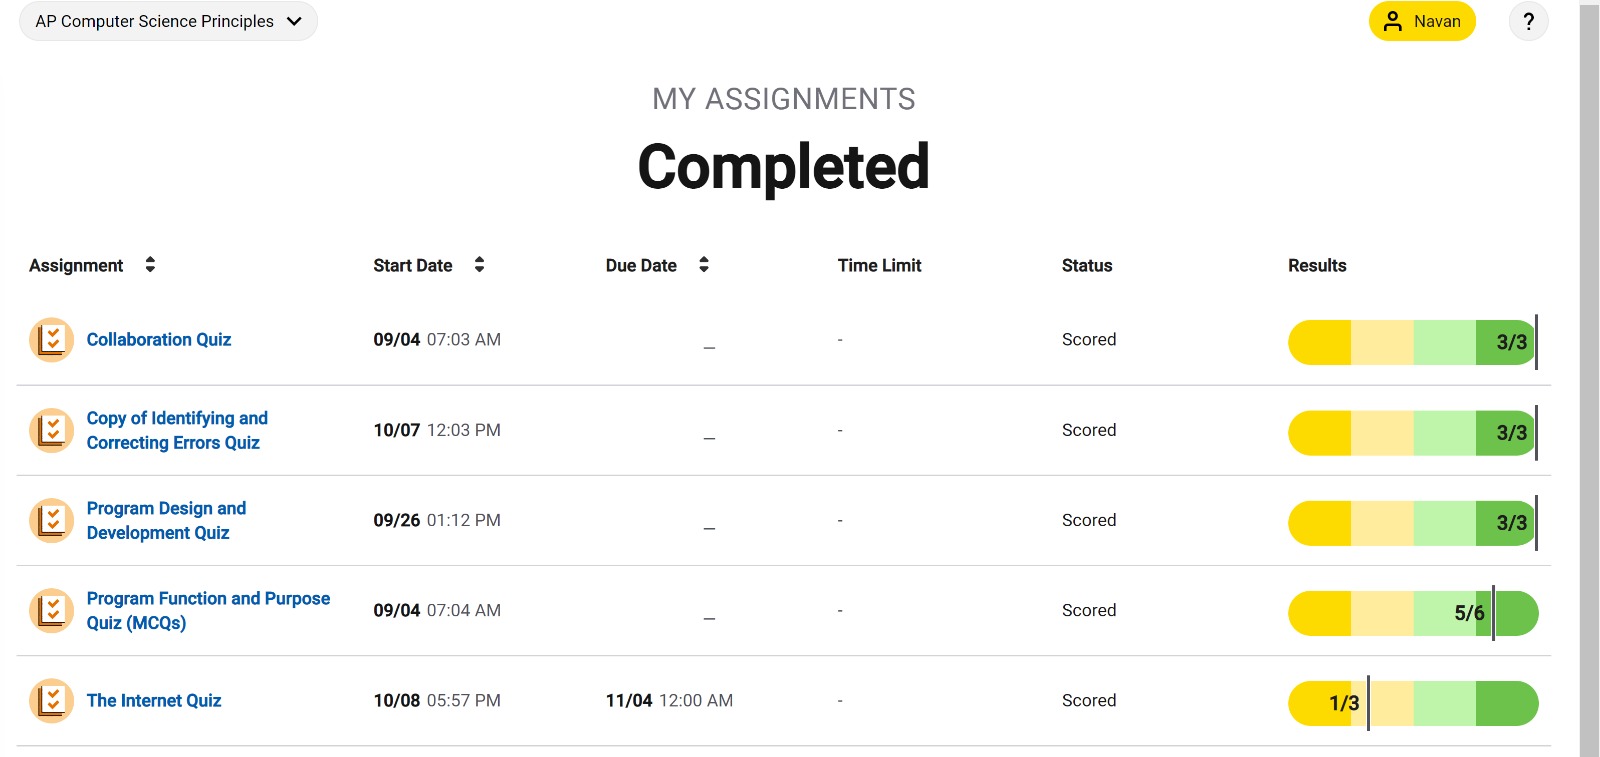 AP Computer Science Principles
Navan
?
MY ASSIGNMENTS
Completed
Assignment Start Date Due Date Time Limit Status Results
Collaboration Quiz 09/04 07:03 AM _ - Scored 3/3
Copy of Identifying and
Correcting Errors Quiz 10/07 12:03 PM _ - Scored 3/3
Program Design and
Development Quiz 09/26 01:12 PM _ - Scored 3/3
Program Function and Purpose
Quiz (MCQs) 09/04 07:04 AM _ - Scored 5/6
The Internet Quiz 10/08 05:57 PM 11/04 12:00 AM - Scored 1/3